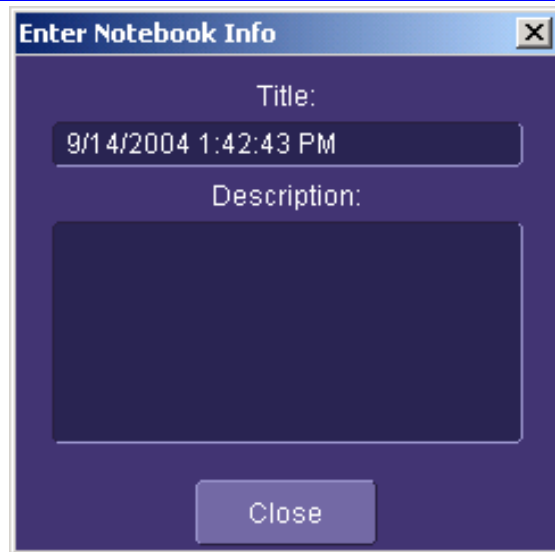 Enter Notebook Info
Title:
9/14/2004 1:42:43 PM
Description:
Close